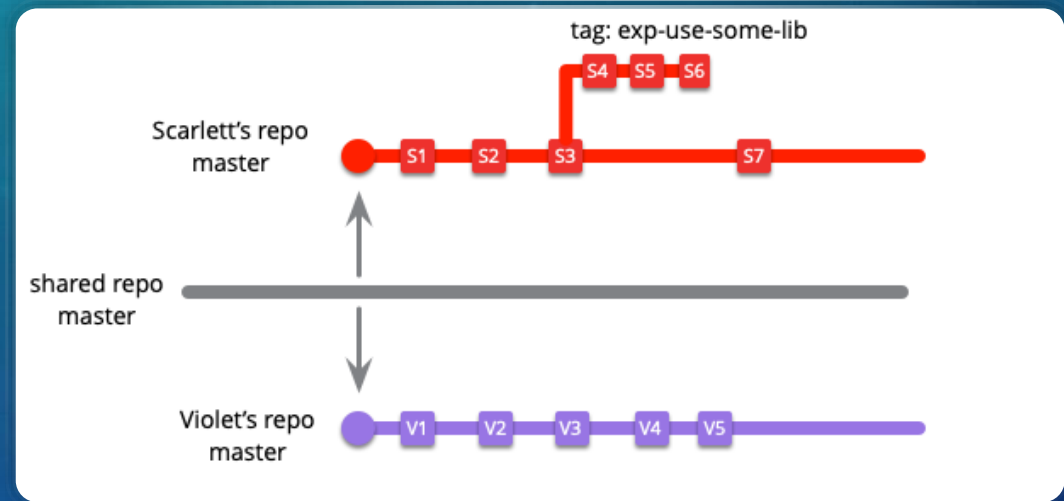 tag: exp-use-some-lib
S4 S5 S6
Scarlett's repo
master
S1 S2 S3 S7
shared repo
master
Violet's repo
master
V1 V2 V3 V4 V5